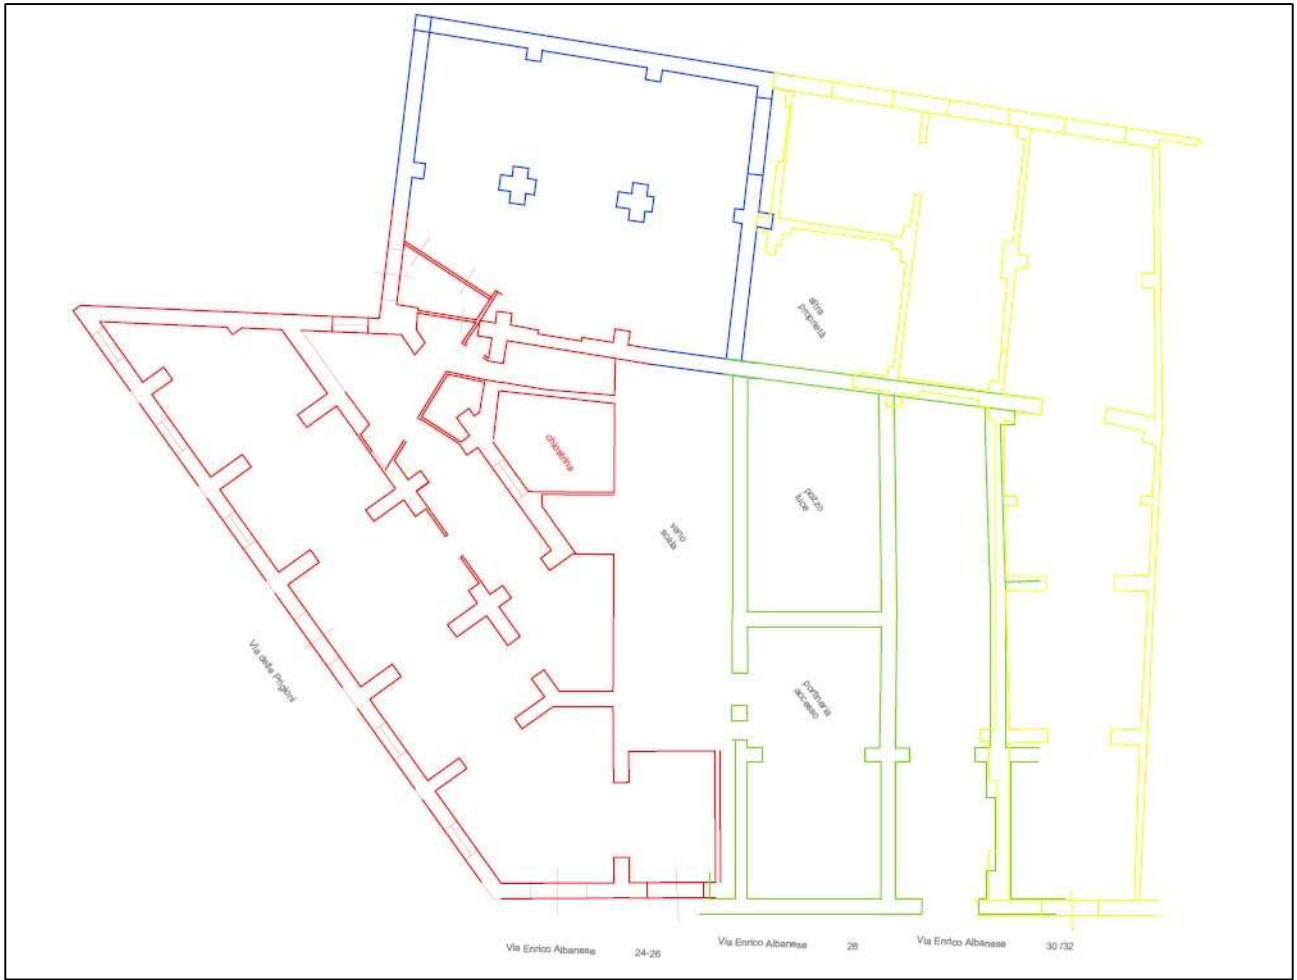 altra
proprietà
chiostrina
pozzo
luce
vano
scala
Via delle Prigioni
portineria
accesso
Via Enrico Albanese 24-26
Via Enrico Albanese 28
Via Enrico Albanese 30 /32